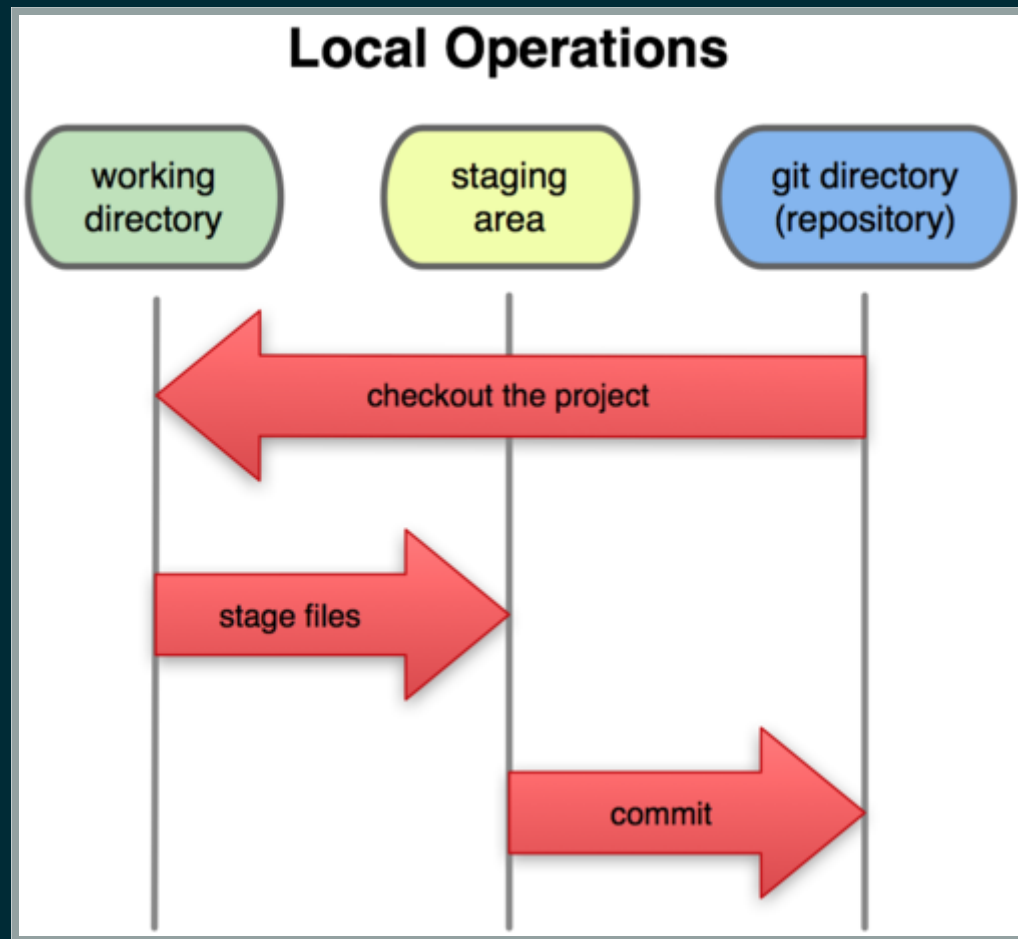 Local Operations
working
directory
staging
area
git directory
(repository)
checkout the project
stage files
commit